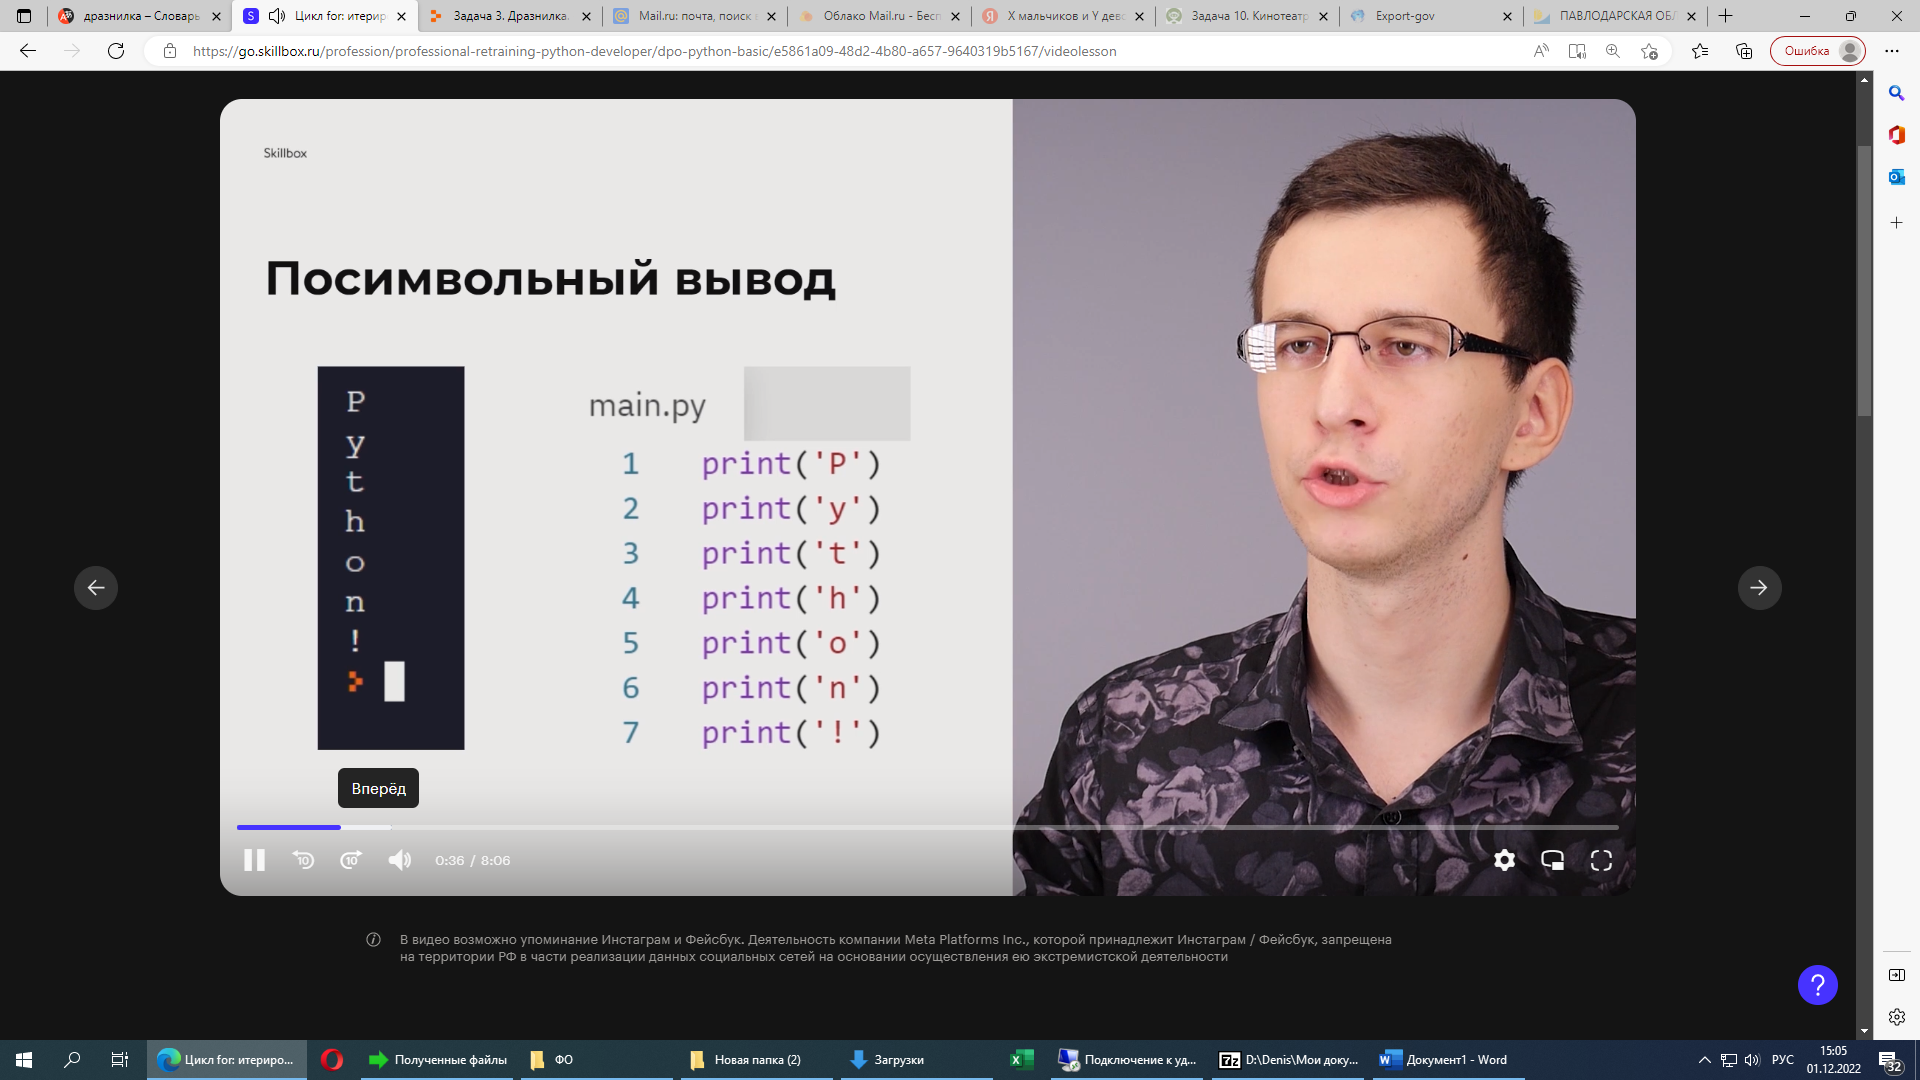 дразнилка – Словарь
Цикл for: итерир
Задача 3. Дразнилка.
Mail.ru: почта, поиск
Облако Mail.ru - Бесп
X мальчиков и Y дево
Задача 10. Кинотеатр
Export-gov
ПАВЛОДАРСКАЯ ОБЛ
https://go.skillbox.ru/profession/professional-retraining-python-developer/dpo-python-basic/e5861a09-48d2-4b80-a657-9640319b5167/videolesson
Ошибка
Skillbox
Посимвольный вывод
P
y
t
h
o
n
!
main.py
1 print('P')
2 print('y')
3 print('t')
4 print('h')
5 print('o')
6 print('n')
7 print('!')
Вперёд
10 10 0:36 / 8:06
В видео возможно упоминание Инстаграм и Фейсбук. Деятельность компании Meta Platforms Inc., которой принадлежит Инстаграм / Фейсбук, запрещена
на территории РФ в части реализации данных социальных сетей на основании осуществления ею экстремистской деятельности
?
Цикл for: итериро...
Полученные файлы
ФО
Новая папка (2)
Загрузки
Подключение к уд...
D:\Denis\Мои доку...
Документ1 - Word
РУС
15:05
01.12.2022
32